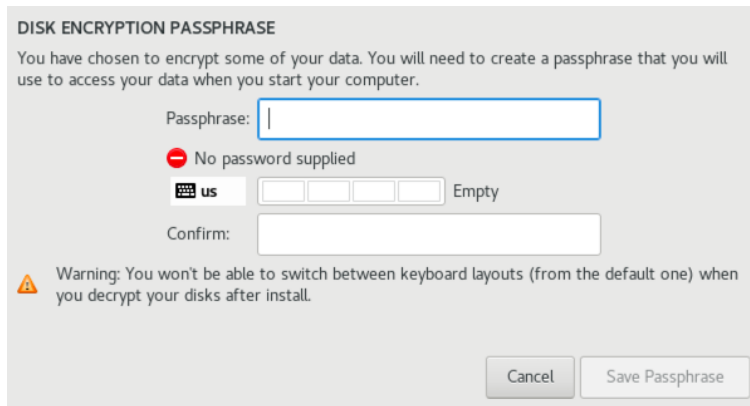 DISK ENCRYPTION PASSPHRASE
You have chosen to encrypt some of your data. You will need to create a passphrase that you will
use to access your data when you start your computer.
Passphrase:
No password supplied
us Empty
Confirm:
Warning: You won't be able to switch between keyboard layouts (from the default one) when
you decrypt your disks after install.
Cancel Save Passphrase